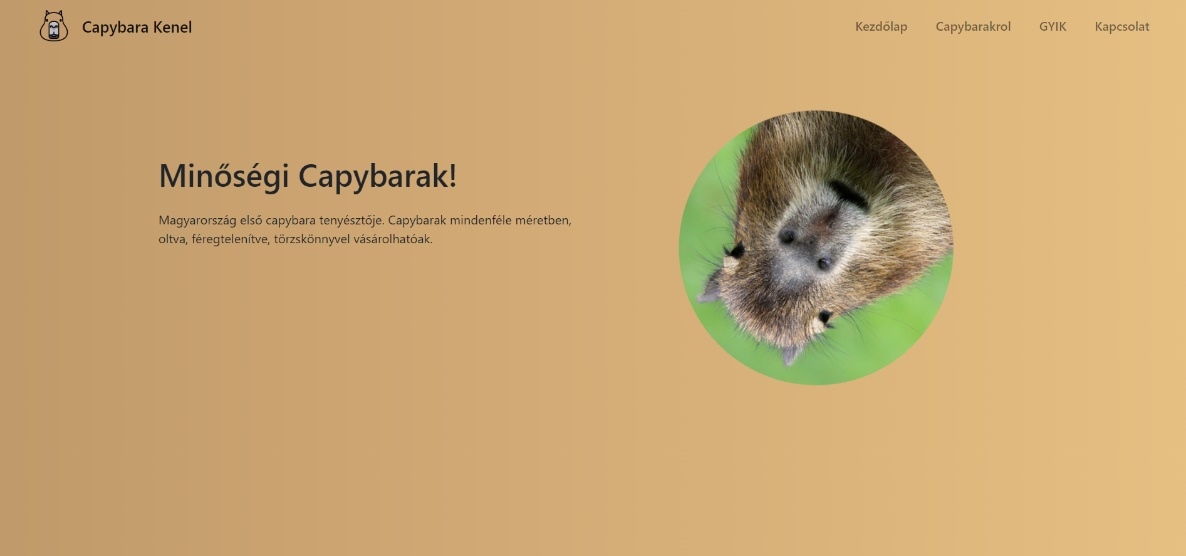 Capybara Kenel
Kezdőlap
Capybarakrol
GYIK
Kapcsolat
Minőségi Capybarak!
Magyarország első capybara tenyésztője. Capybarak mindenféle méretben,
oltva, féregtelenítve, törzskönnyvel vásárolhatóak.